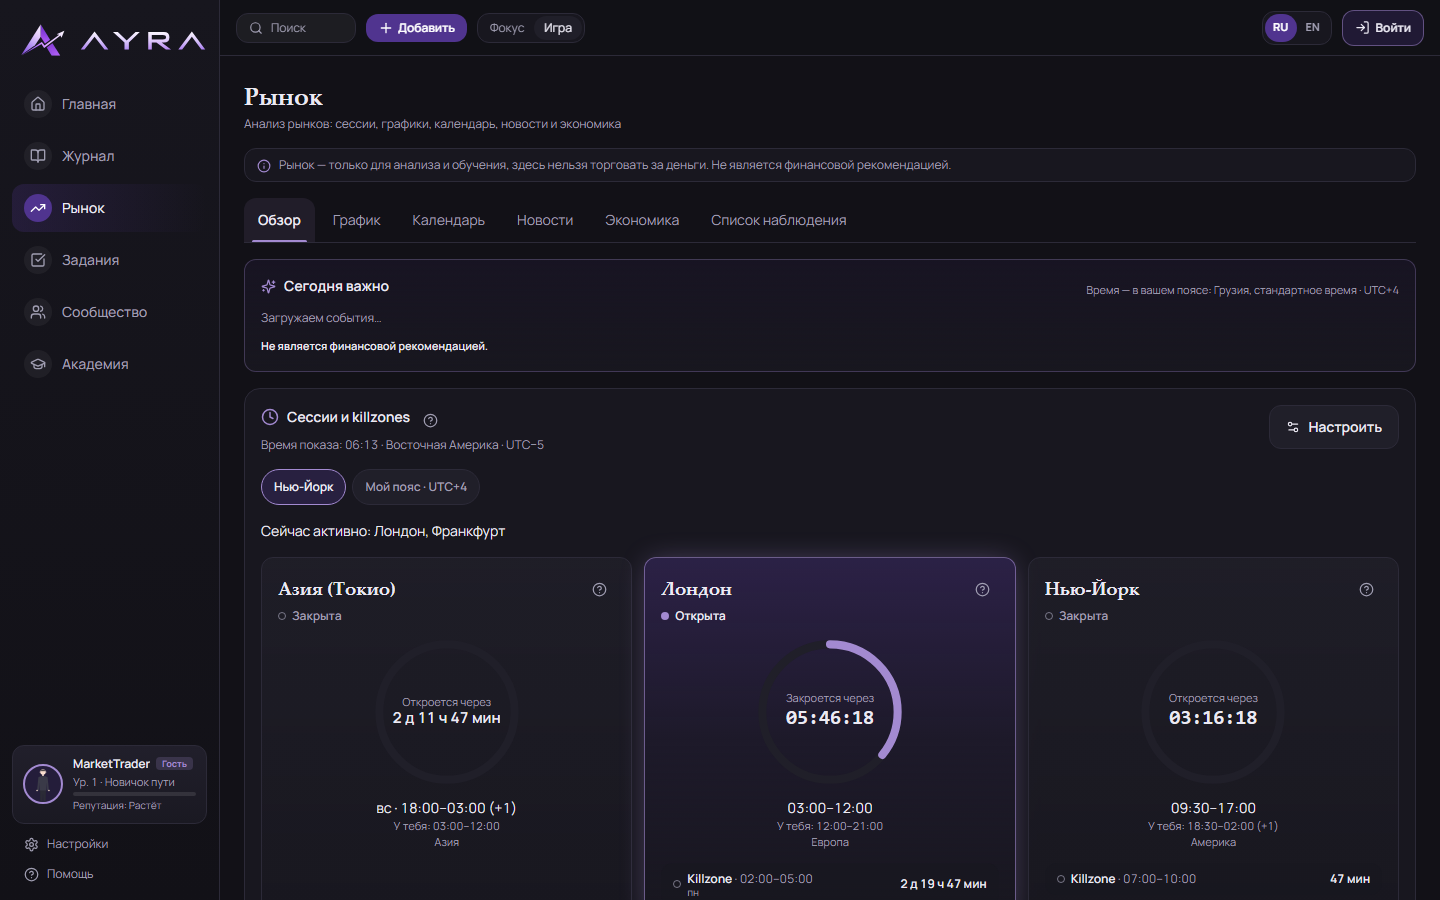 AYRA
Поиск
Добавить
Фокус
Игра
RU
EN
Войти
Главная
Журнал
Рынок
Задания
Сообщество
Академия
MarketTrader
Гость
Ур. 1 · Новичок пути
Репутация: Растёт
Настройки
Помощь
Рынок
Анализ рынков: сессии, графики, календарь, новости и экономика
Рынок — только для анализа и обучения, здесь нельзя торговать за деньги. Не является финансовой рекомендацией.
Обзор
График
Календарь
Новости
Экономика
Список наблюдения
Сегодня важно
Время — в вашем поясе: Грузия, стандартное время · UTC+4
Загружаем события…
Не является финансовой рекомендацией.
Сессии и killzones
Время показа: 06:13 · Восточная Америка · UTC−5
Настроить
Нью-Йорк
Мой пояс · UTC+4
Сейчас активно: Лондон, Франкфурт
Азия (Токио)
Закрыта
Откроется через
2 д 11 ч 47 мин
вс · 18:00–03:00 (+1)
У тебя: 03:00–12:00
Азия
Лондон
Открыта
Закроется через
05:46:18
03:00–12:00
У тебя: 12:00–21:00
Европа
Killzone · 02:00–05:00
пн
2 д 19 ч 47 мин
Нью-Йорк
Закрыта
Откроется через
03:16:18
09:30–17:00
У тебя: 18:30–02:00 (+1)
Америка
Killzone · 07:00–10:00
47 мин